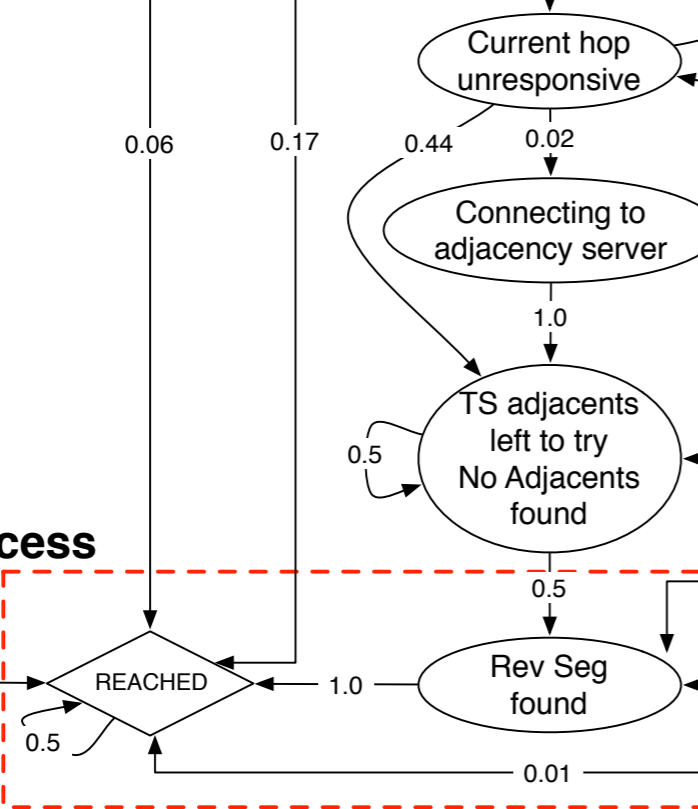 Current hop
unresponsive
0.06
0.17
0.44
0.02
Connecting to
adjacency server
1.0
TS adjacents
left to try
No Adjacents
found
0.5
cess
0.5
Rev Seg
found
REACHED
1.0
0.5
0.01